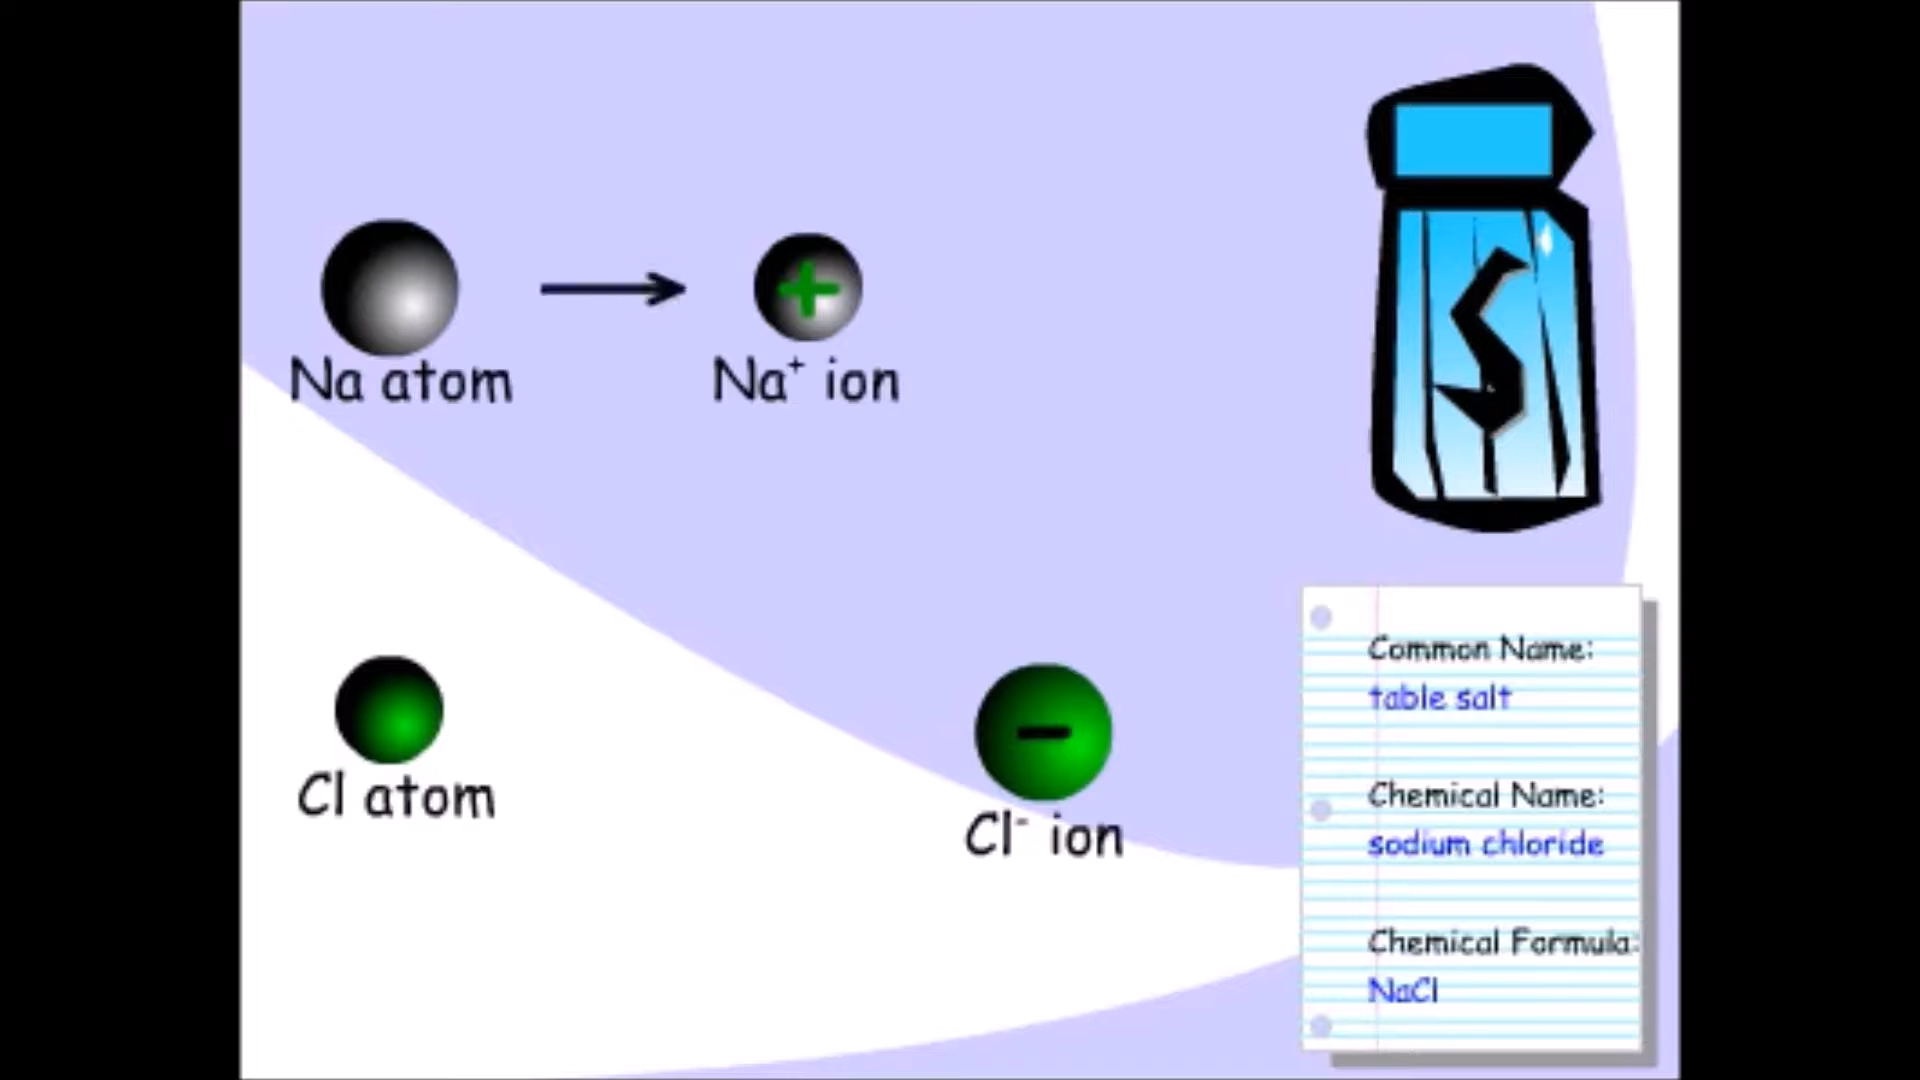 Na atom
Na⁺ ion
Cl atom
Cl⁻ ion
S
Common Name:
table salt
Chemical Name:
sodium chloride
Chemical Formula:
NaCl